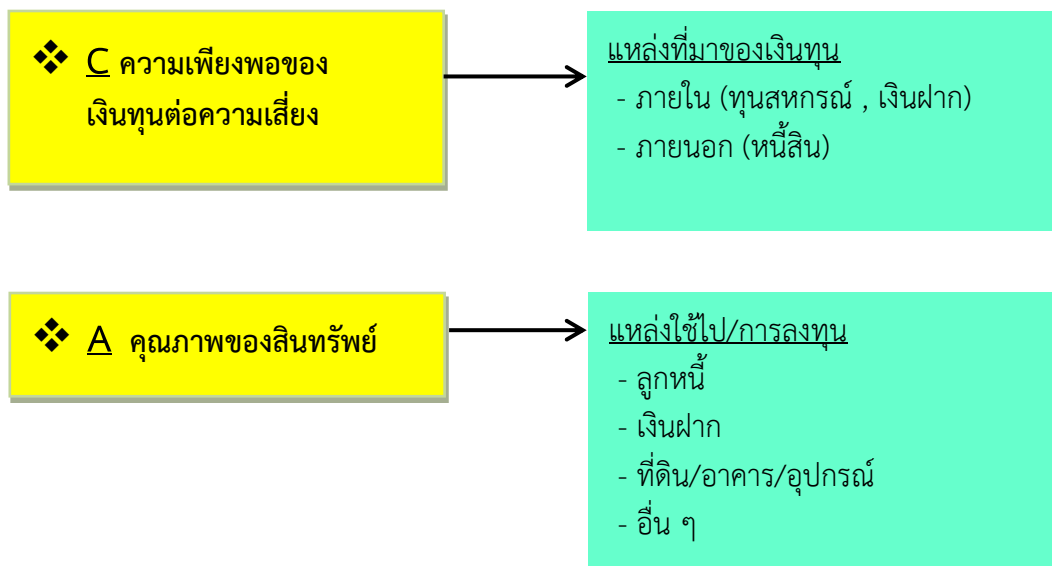 ❖ C ความเพียงพอของ
เงินทุนต่อความเสี่ยง
แหล่งที่มาของเงินทุน
- ภายใน (ทุนสหกรณ์ , เงินฝาก)
- ภายนอก (หนี้สิน)
❖ A คุณภาพของสินทรัพย์
แหล่งใช้ไป/การลงทุน
- ลูกหนี้
- เงินฝาก
- ที่ดิน/อาคาร/อุปกรณ์
- อื่น ๆ